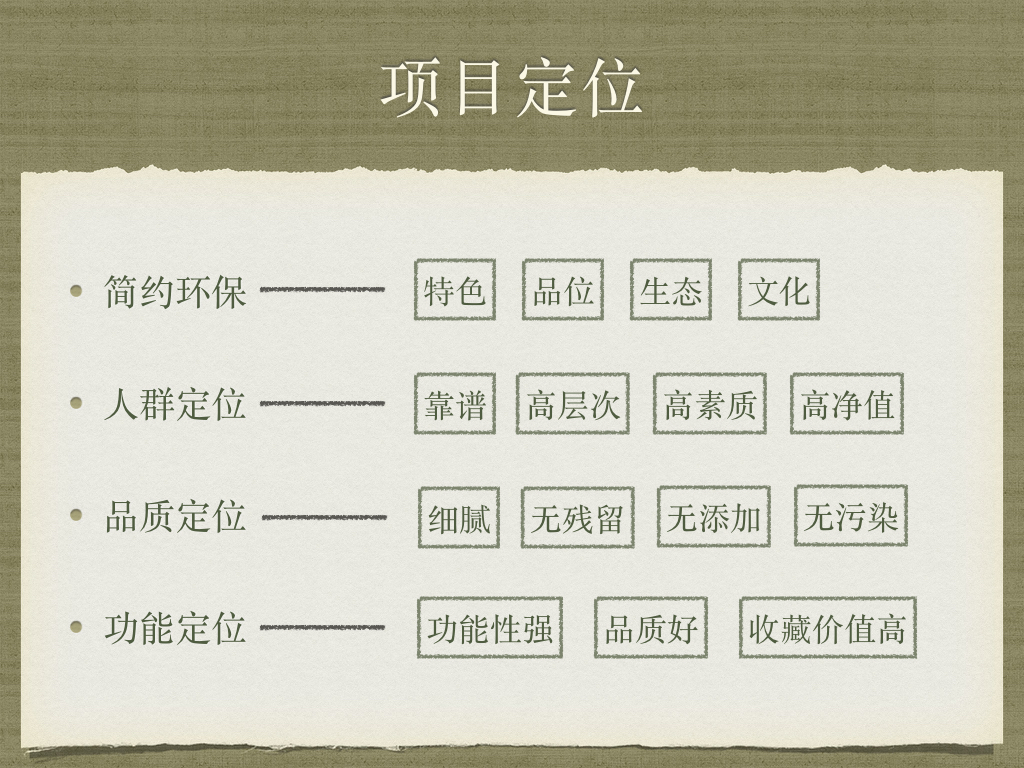 项目定位
• 简约环保 特色 品位 生态 文化
• 人群定位 靠谱 高层次 高素质 高净值
• 品质定位 细腻 无残留 无添加 无污染
• 功能定位 功能性强 品质好 收藏价值高